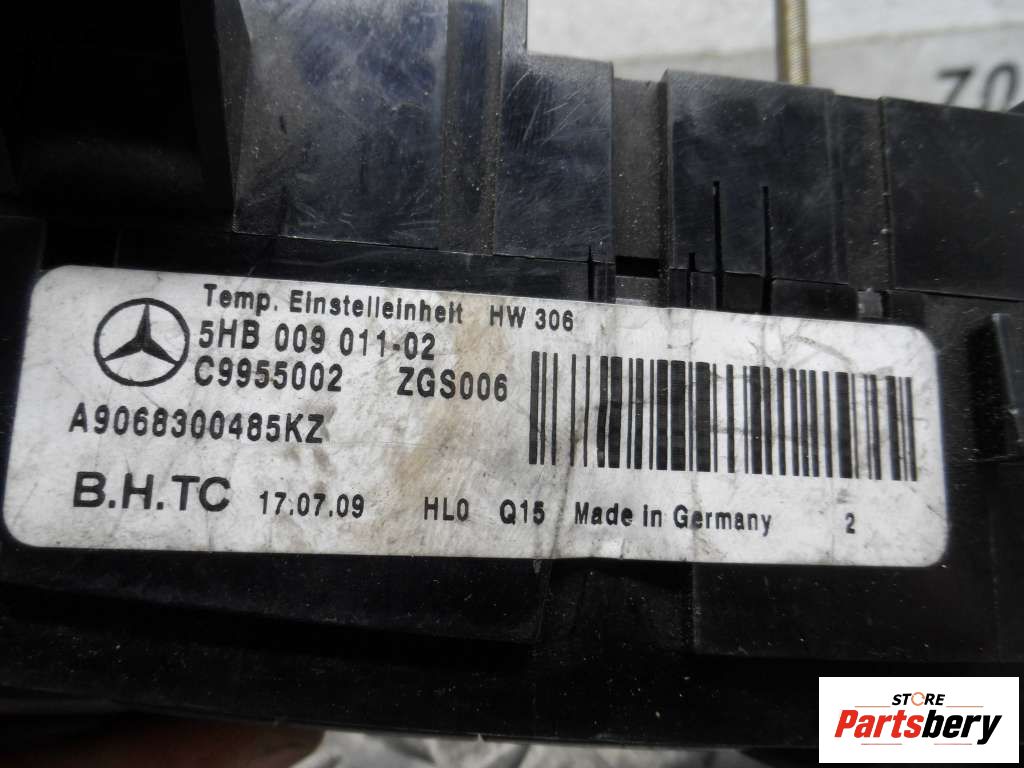 Temp. Einstelleinheit HW 306
5HB 009 011-02
C9955002 ZGS006
A9068300485KZ
B.H.TC 17.07.09 HL0 Q15 Made in Germany 2
STORE
Partsbery